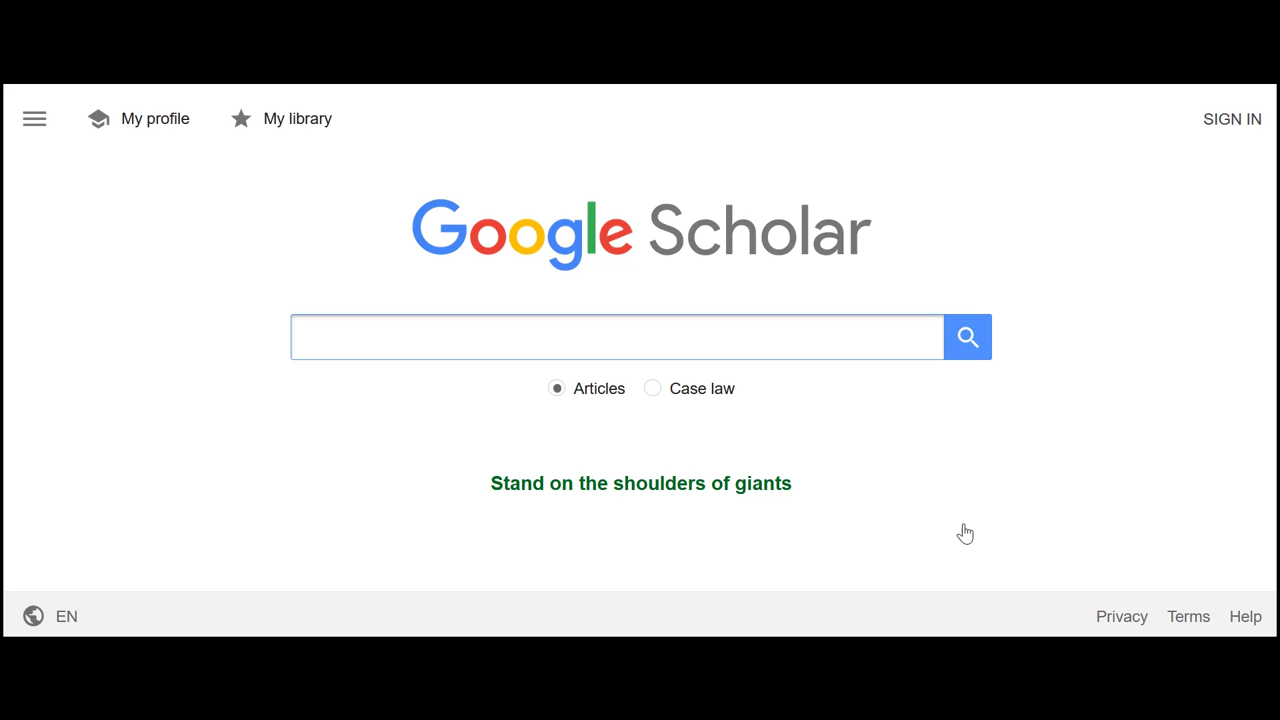 My profile My library SIGN IN
Google Scholar
Articles Case law
Stand on the shoulders of giants
EN Privacy Terms Help